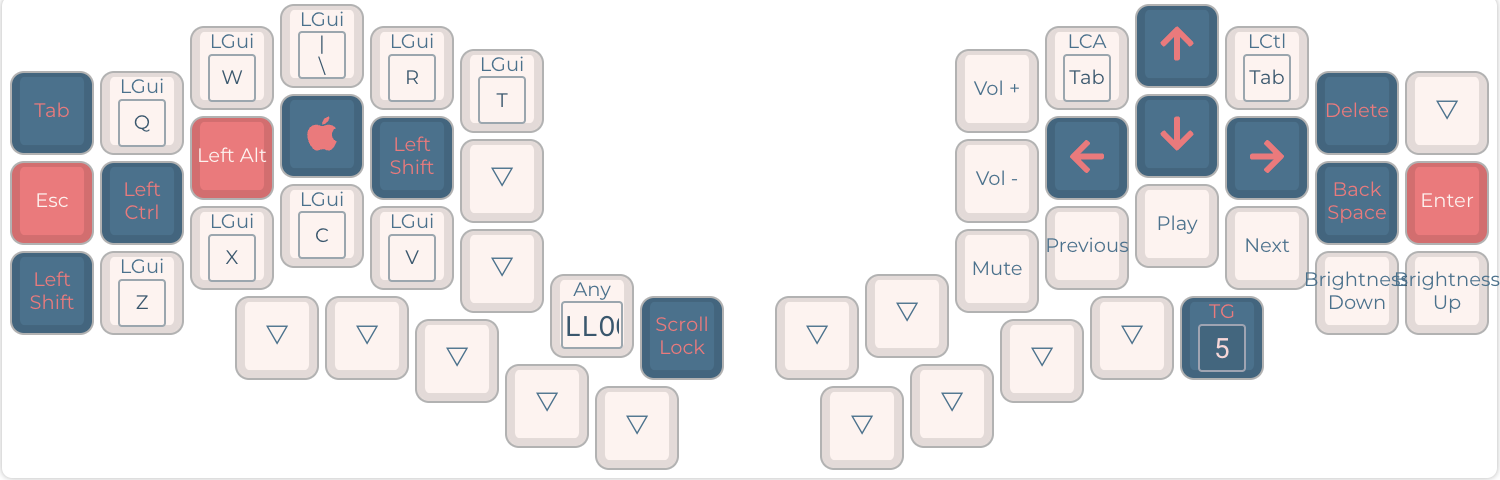 LGui
|
\
LGui
W
LGui
R
LGui
T
Tab
LGui
Q
Left Alt
Left
Shift
Esc
Left
Ctrl
LGui
X
LGui
C
LGui
V
Left
Shift
LGui
Z
Any
Scroll
Lock
Vol +
LCA
Tab
LCtl
Tab
Delete
Vol -
Back
Space
Enter
Mute
Previous
Play
Next
Brightness
Down
Brightness
Up
TG
5